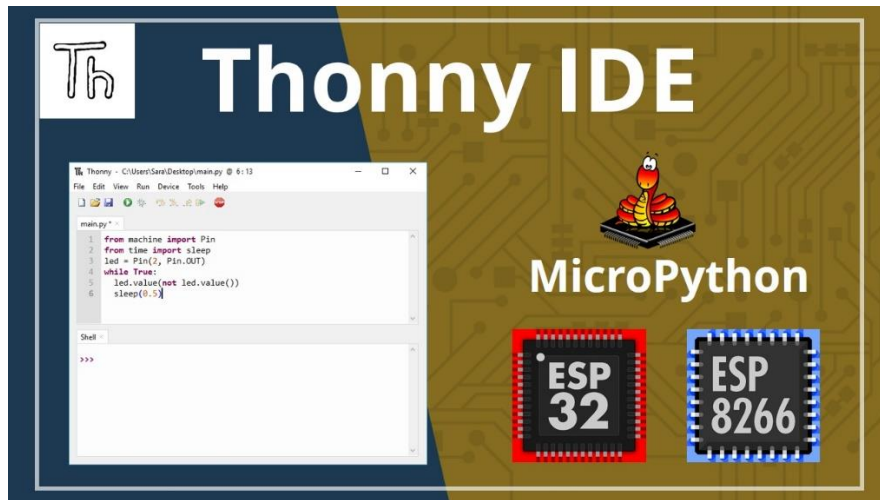 Th
Thonny IDE
Th Thonny - C:\Users\Sara\Desktop\main.py @ 6:13
File Edit View Run Device Tools Help
main.py *
1 from machine import Pin
2 from time import sleep
3 led = Pin(2, Pin.OUT)
4 while True:
5   led.value(not led.value())
6   sleep(0.5)
Shell
>>>
MicroPython
ESP
32
ESP
8266